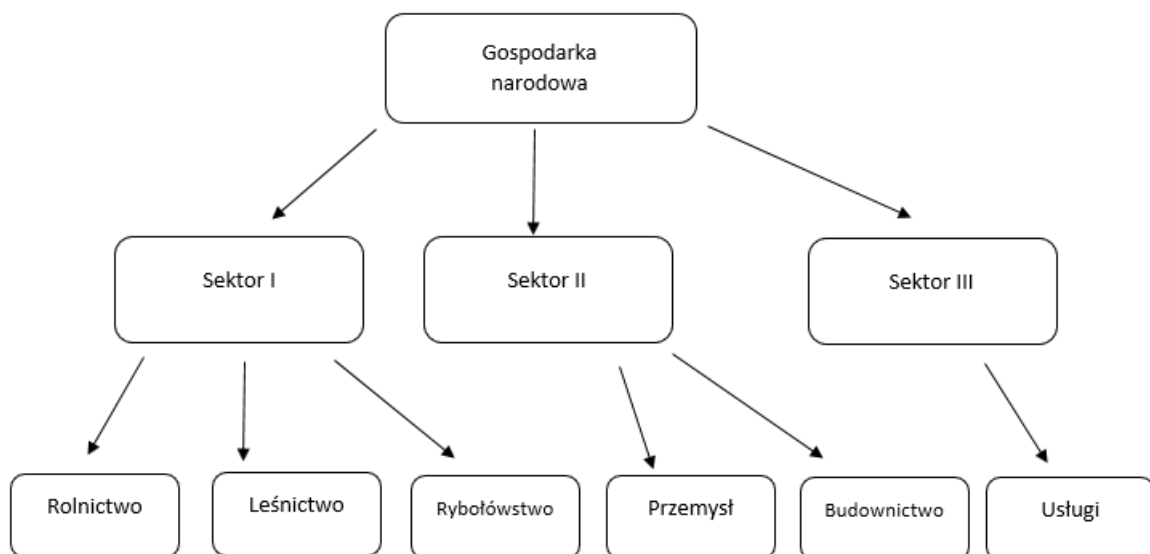 Gospodarka
narodowa
Sektor I
Sektor II
Sektor III
Rolnictwo
Leśnictwo
Rybołówstwo
Przemysł
Budownictwo
Usługi